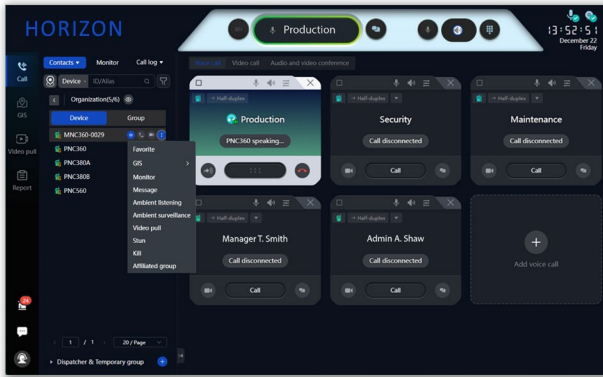 HORIZON
Production
13:52:51
December 22
Friday
Call
GIS
Video pull
Report
24
Contacts
Monitor
Call log
Device
ID/Alias
Organization(5/6)
Device
Group
MNC360-0029
PNC360
PNC380A
PNC380B
PNC560
Favorite
GIS >
Monitor
Message
Ambient listening
Ambient surveillance
Video pull
Stun
Kill
Affiliated group
< 1 / 1 > 20 / Page
Dispatcher & Temporary group +
Voice call Video call Audio and video conference
Half-duplex
Production
PNC360 speaking...
Half-duplex
Security
Call disconnected
Call
Half-duplex
Maintenance
Call disconnected
Call
Half-duplex
Manager T. Smith
Call disconnected
Call
Half-duplex
Admin A. Shaw
Call disconnected
Call
+
Add voice call